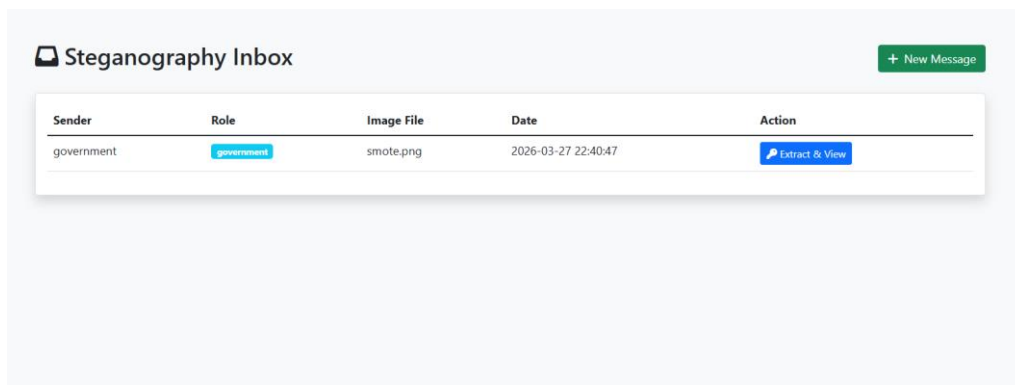 Steganography Inbox
+ New Message
Sender Role Image File Date Action
government government smote.png 2026-03-27 22:40:47 Extract & View